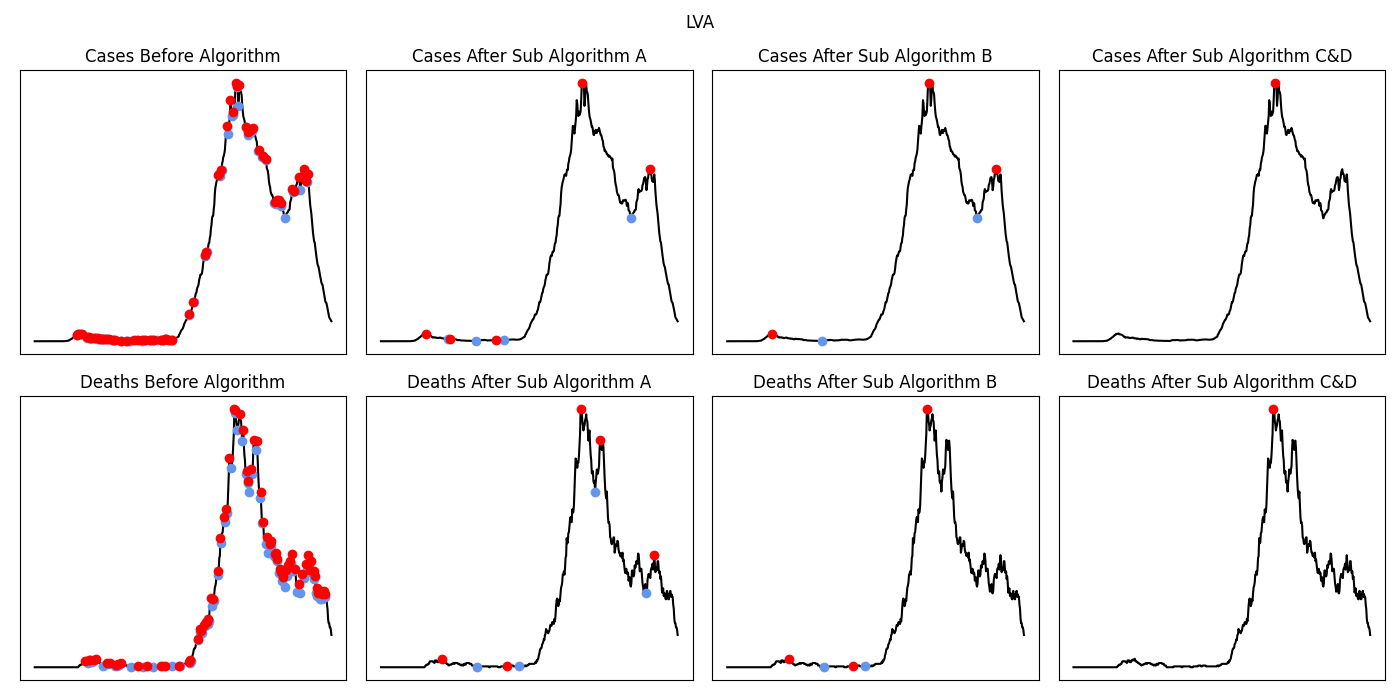 LVA
Cases Before Algorithm
Cases After Sub Algorithm A
Cases After Sub Algorithm B
Cases After Sub Algorithm C&D
Deaths Before Algorithm
Deaths After Sub Algorithm A
Deaths After Sub Algorithm B
Deaths After Sub Algorithm C&D